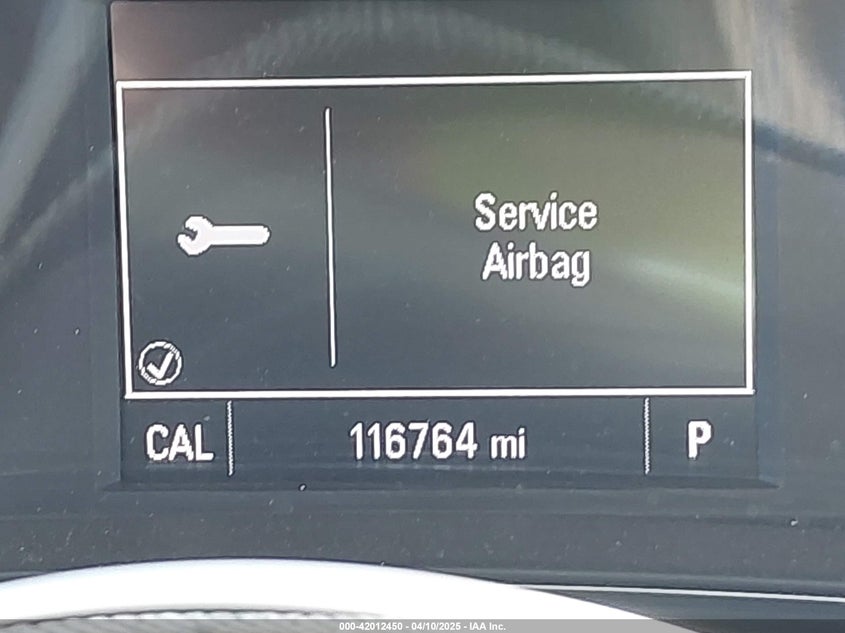 Service
Airbag
CAL
116764 mi
P
000-42012450 - 04/10/2025 - IAA Inc.